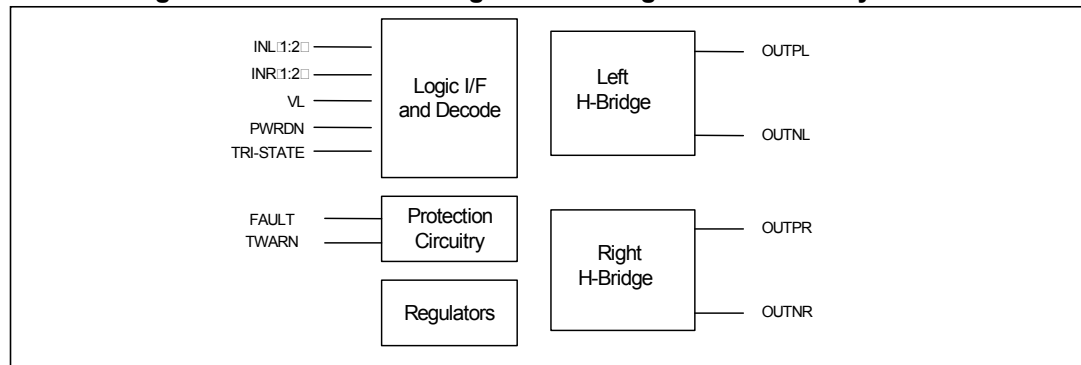 INL□1:2□
INR□1:2□
VL
PWRDN
TRI-STATE
Logic I/F
and Decode
Left
H-Bridge
OUTPL
OUTNL
FAULT
TWARN
Protection
Circuitry
Regulators
Right
H-Bridge
OUTPR
OUTNR